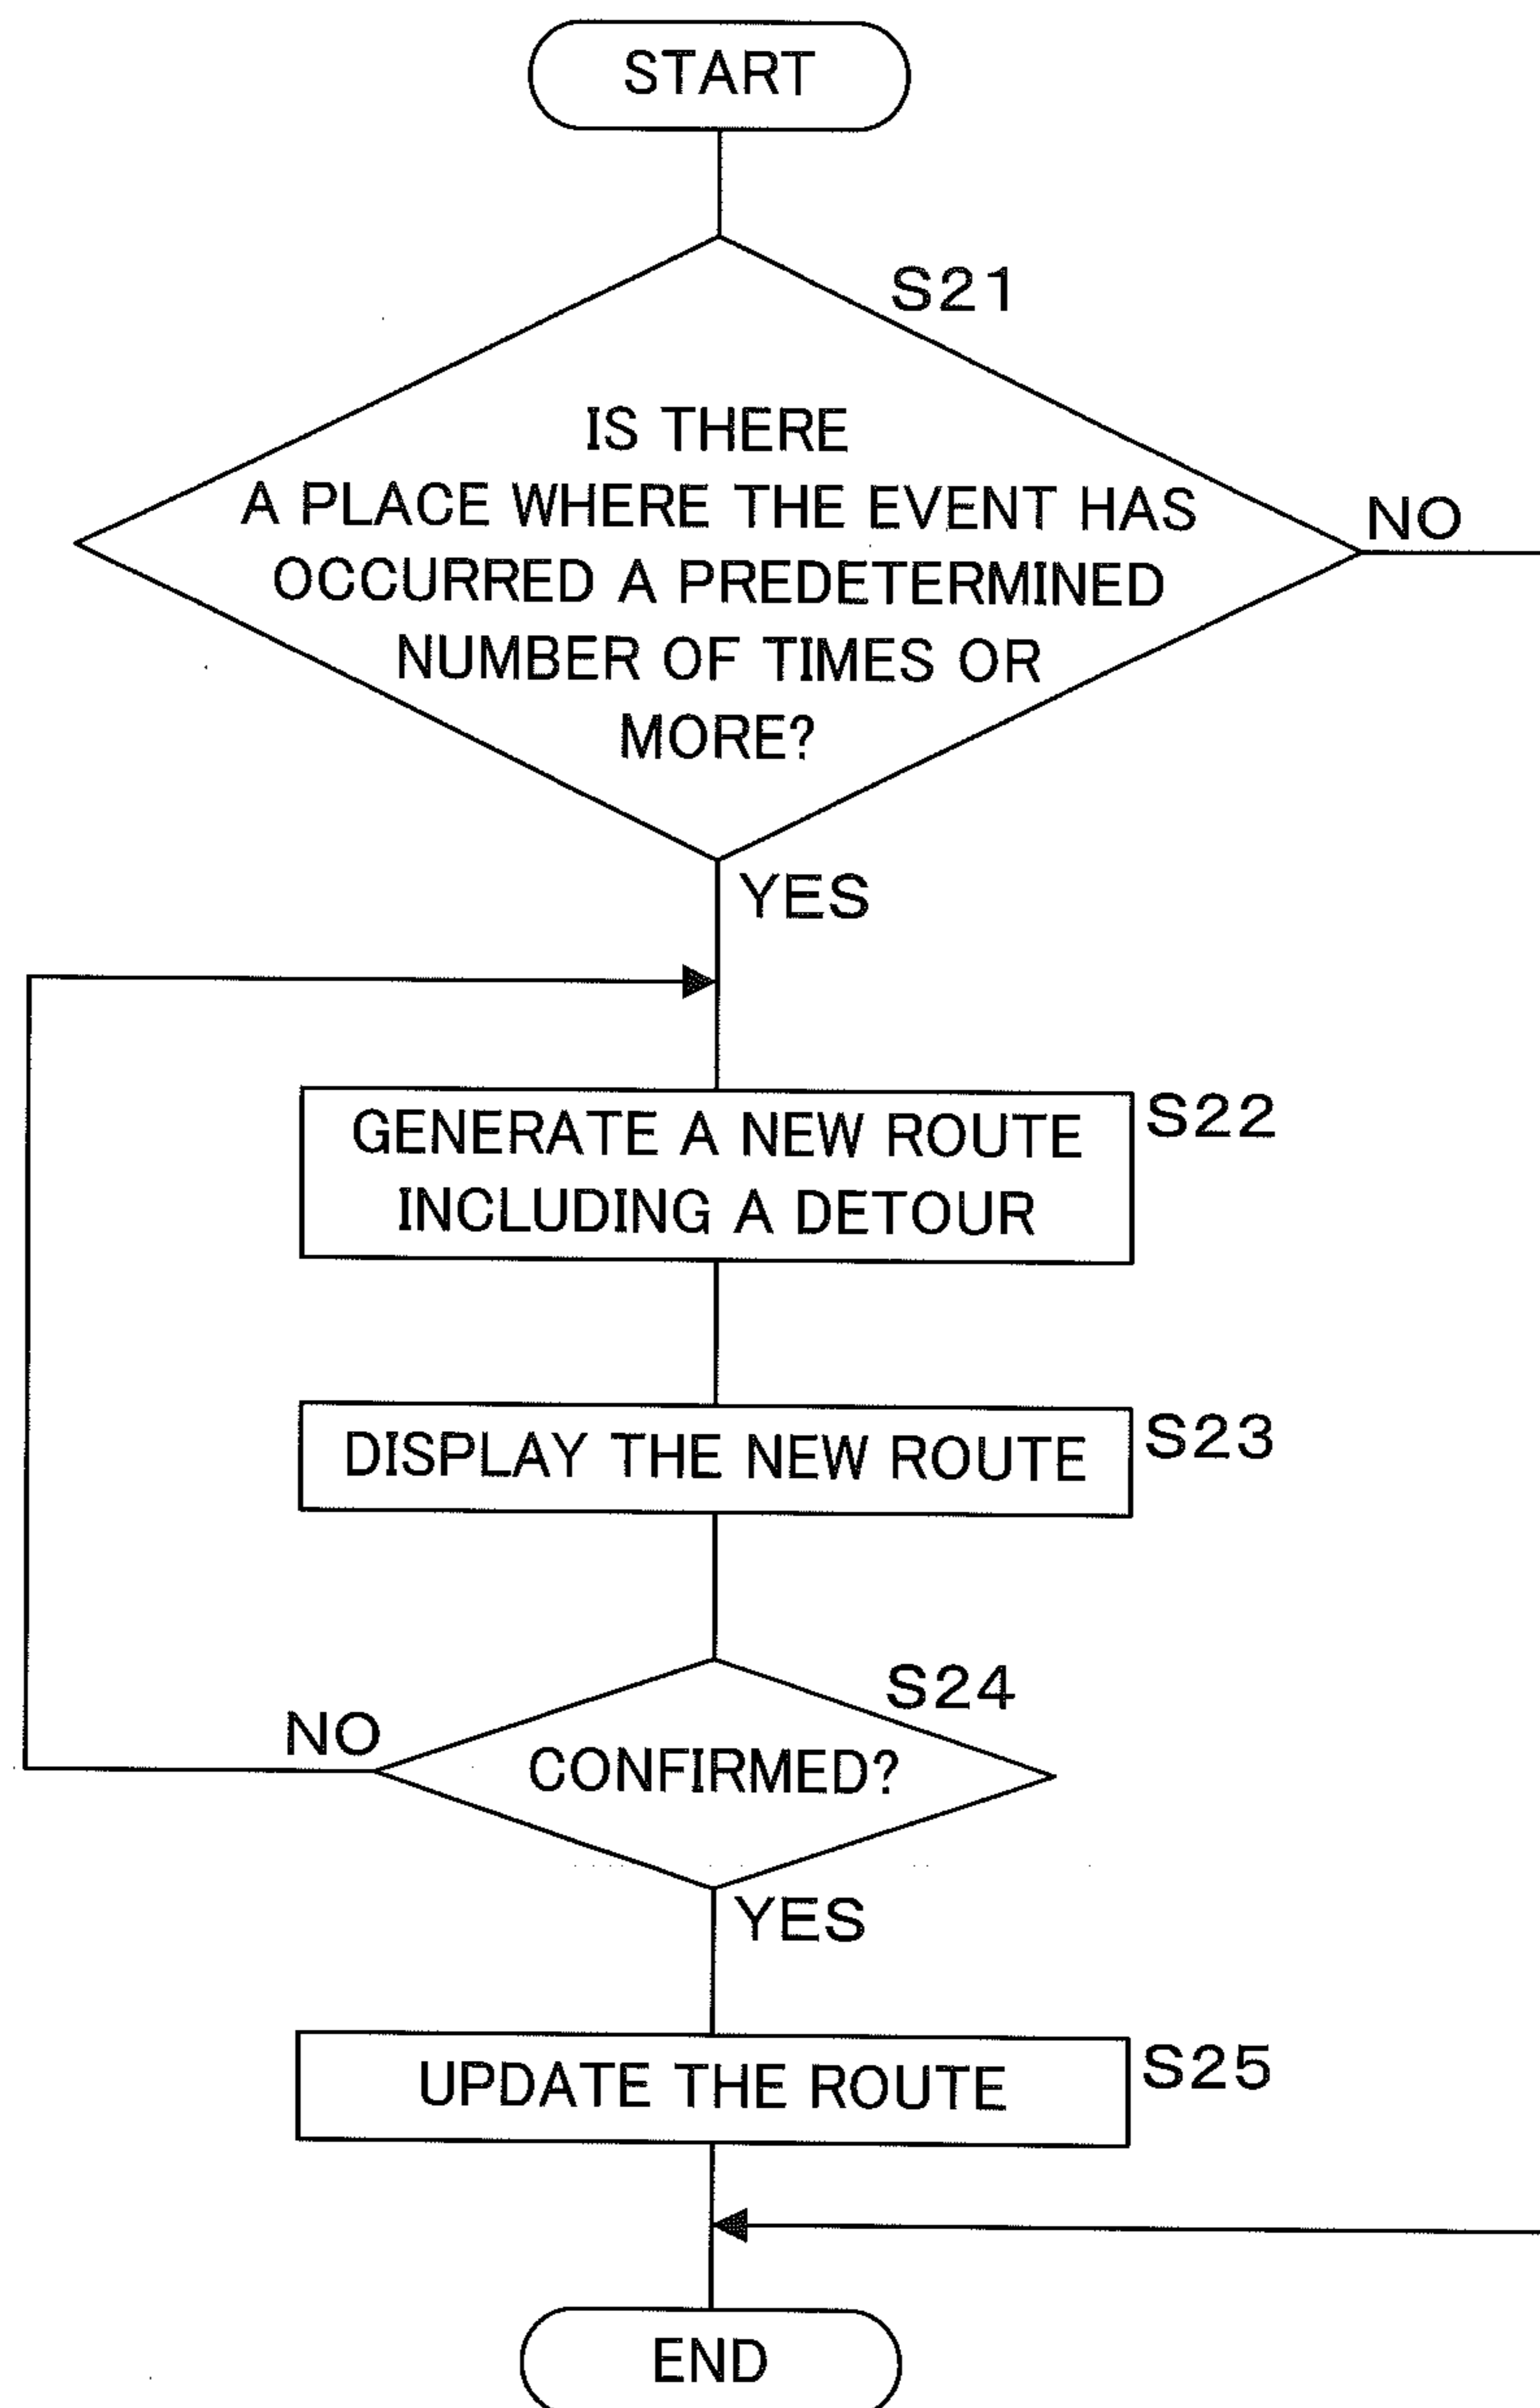 START
S21
IS THERE
A PLACE WHERE THE EVENT HAS
OCCURRED A PREDETERMINED
NUMBER OF TIMES OR
MORE?
NO
YES
GENERATE A NEW ROUTE
INCLUDING A DETOUR
S22
DISPLAY THE NEW ROUTE
S23
S24
NO
CONFIRMED?
YES
UPDATE THE ROUTE
S25
END